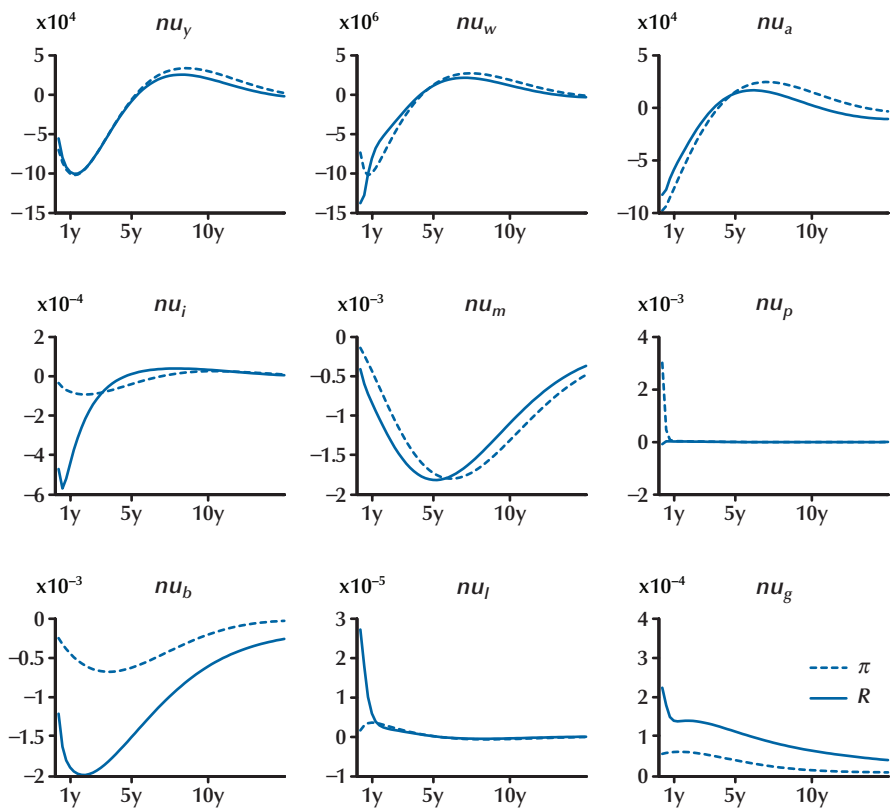 x10⁴ nu_y
5
0
−5
−10
−15
1y 5y 10y
x10⁶ nu_w
5
0
−5
−10
−15
1y 5y 10y
x10⁴ nu_a
5
0
−5
−10
1y 5y 10y
x10⁻⁴ nu_i
2
0
−2
−4
−6
1y 5y 10y
x10⁻³ nu_m
0
−0.5
−1
−1.5
−2
1y 5y 10y
x10⁻³ nu_p
4
2
0
−2
1y 5y 10y
x10⁻³ nu_b
0
−0.5
−1
−1.5
−2
1y 5y 10y
x10⁻⁵ nu_l
3
2
1
0
−1
1y 5y 10y
x10⁻⁴ nu_g
4
3
2
1
0
1y 5y 10y
π
R